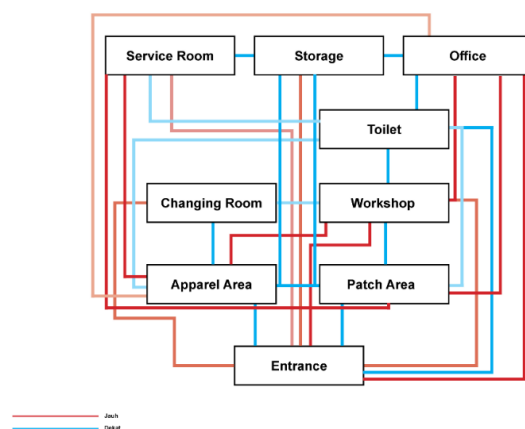 Service Room
Storage
Office
Toilet
Changing Room
Workshop
Apparel Area
Patch Area
Entrance
Jauh
Dekat